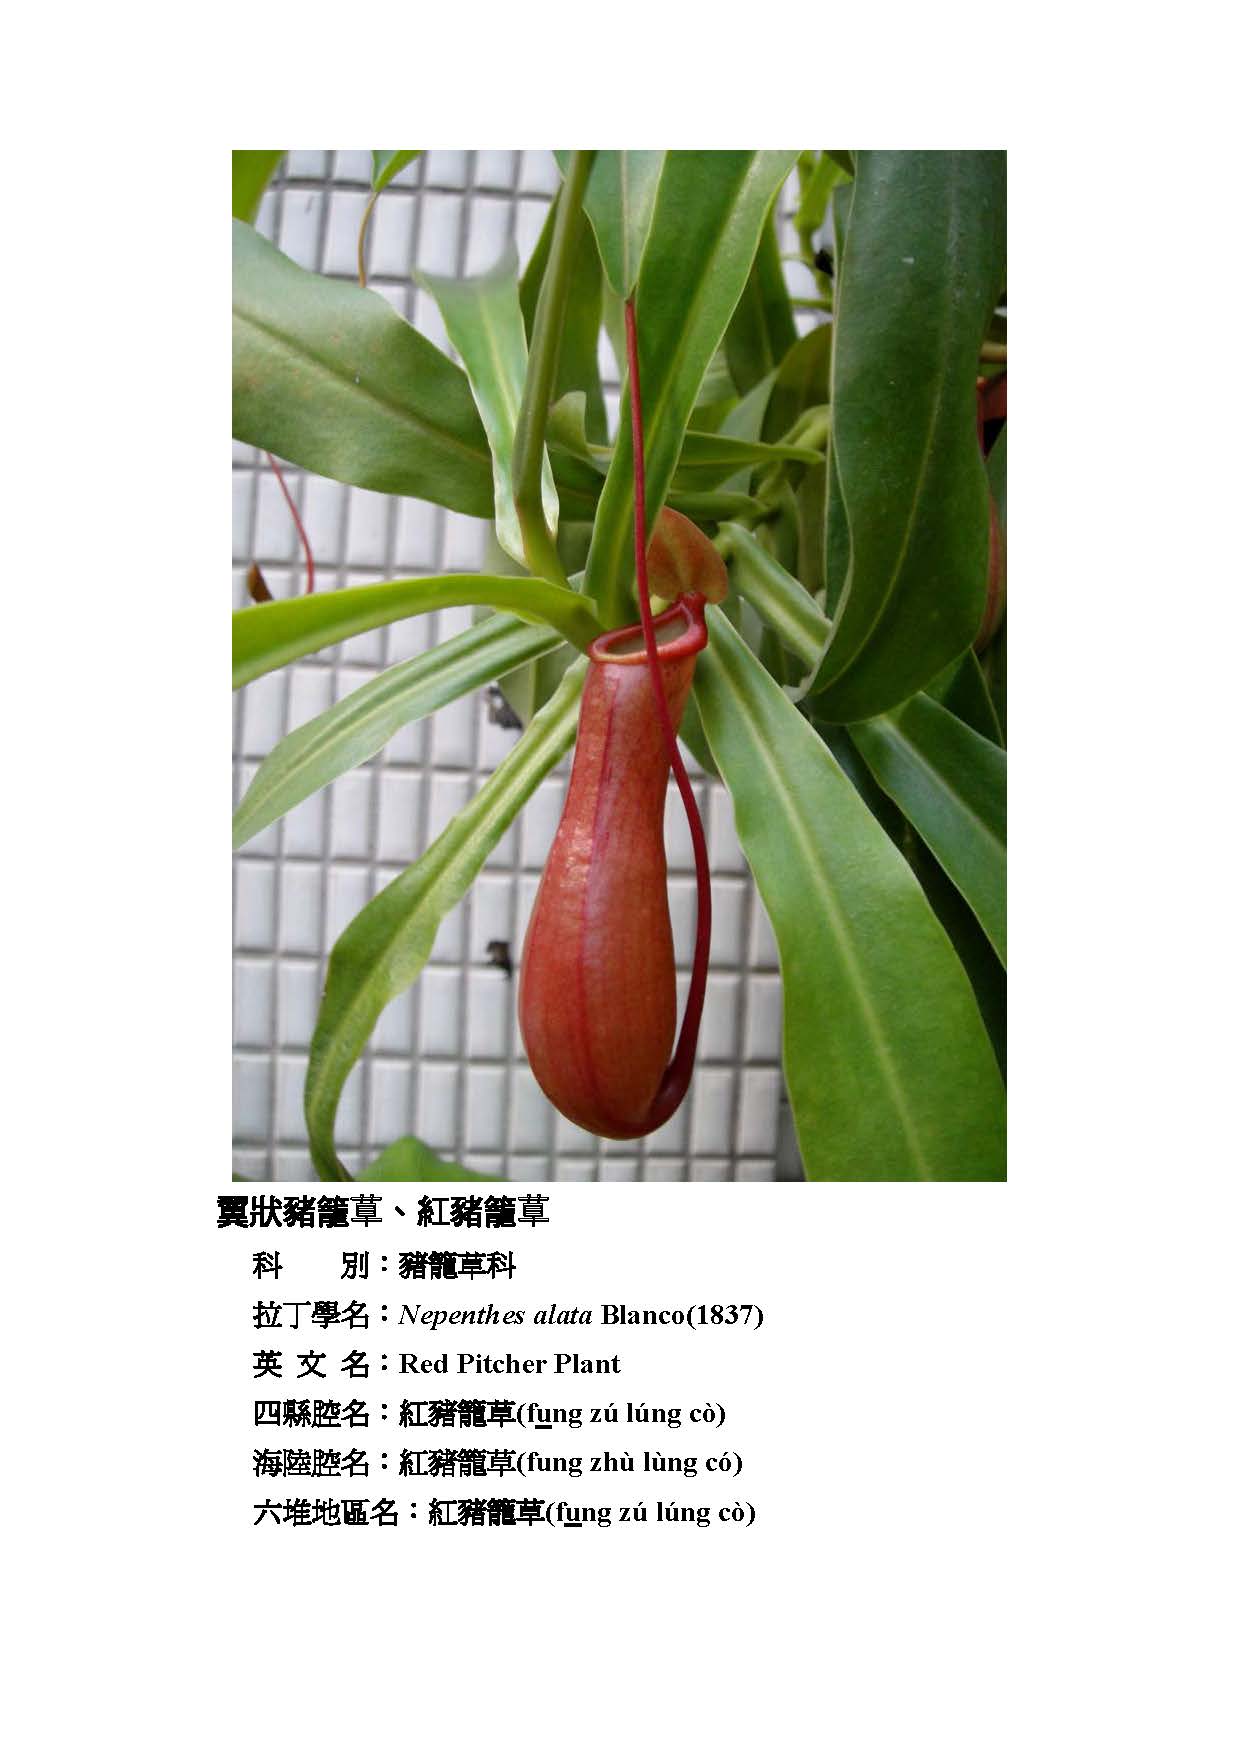 翼狀豬籠草、紅豬籠草
科　　別：豬籠草科
拉丁學名：Nepenthes alata Blanco(1837)
英 文 名：Red Pitcher Plant
四縣腔名：紅豬籠草(fung zú lúng cò)
海陸腔名：紅豬籠草(fung zhù lùng có)
六堆地區名：紅豬籠草(fung zú lúng cò)